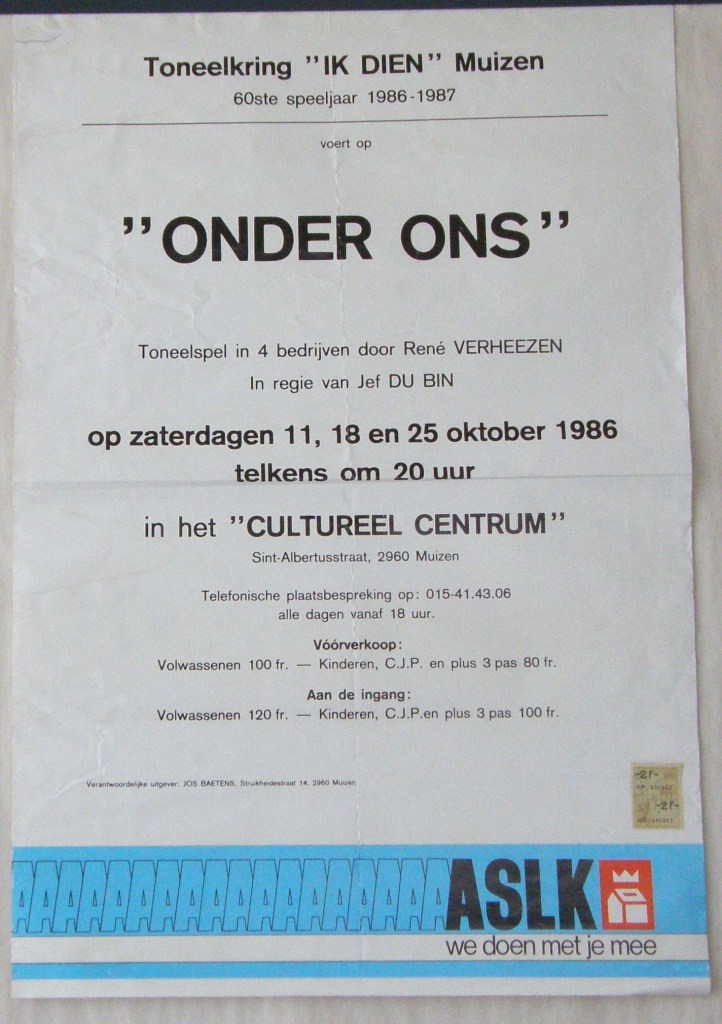 Toneelkring "IK DIEN" Muizen
60ste speeljaar 1986-1987
voert op
"ONDER ONS"
Toneelspel in 4 bedrijven door René VERHEEZEN
In regie van Jef DU BIN
op zaterdagen 11, 18 en 25 oktober 1986
telkens om 20 uur
in het "CULTUREEL CENTRUM"
Sint-Albertusstraat, 2960 Muizen
Telefonische plaatsbespreking op: 015-41.43.06
alle dagen vanaf 18 uur.
Vóórverkoop:
Volwassenen 100 fr. — Kinderen, C.J.P. en plus 3 pas 80 fr.
Aan de ingang:
Volwassenen 120 fr. — Kinderen, C.J.P.en plus 3 pas 100 fr.
Verantwoordelijke uitgever: JOS BAETENS, Struikheidestraat 14, 2960 Muizen
-2F-
-2F-
ASLK
we doen met je mee